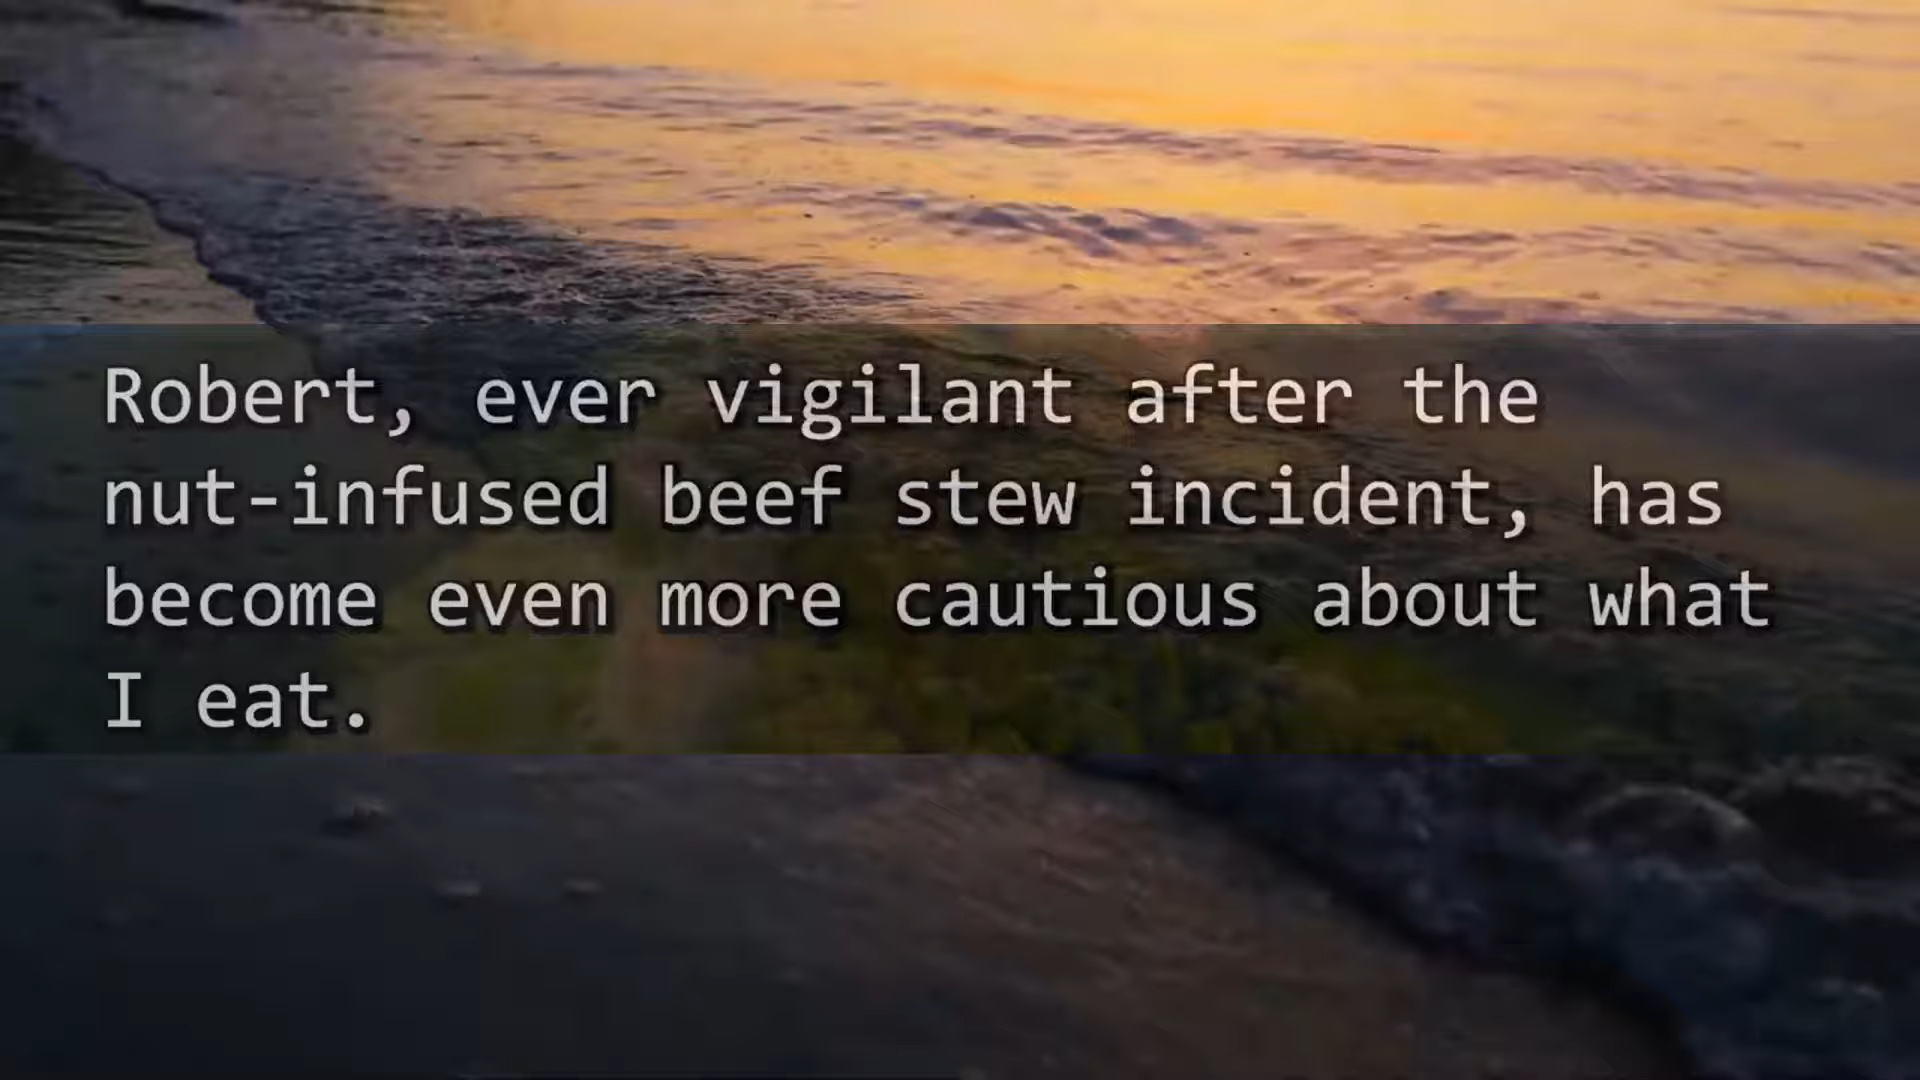 Robert, ever vigilant after the
nut-infused beef stew incident, has
become even more cautious about what
I eat.